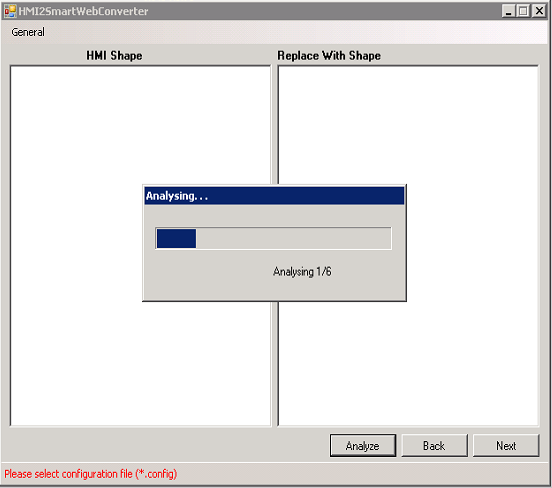 HMI2SmartWebConverter
General
HMI Shape
Replace With Shape
Analysing. . .
Analysing 1/6
Analyze
Back
Next
Please select configuration file (*.config)